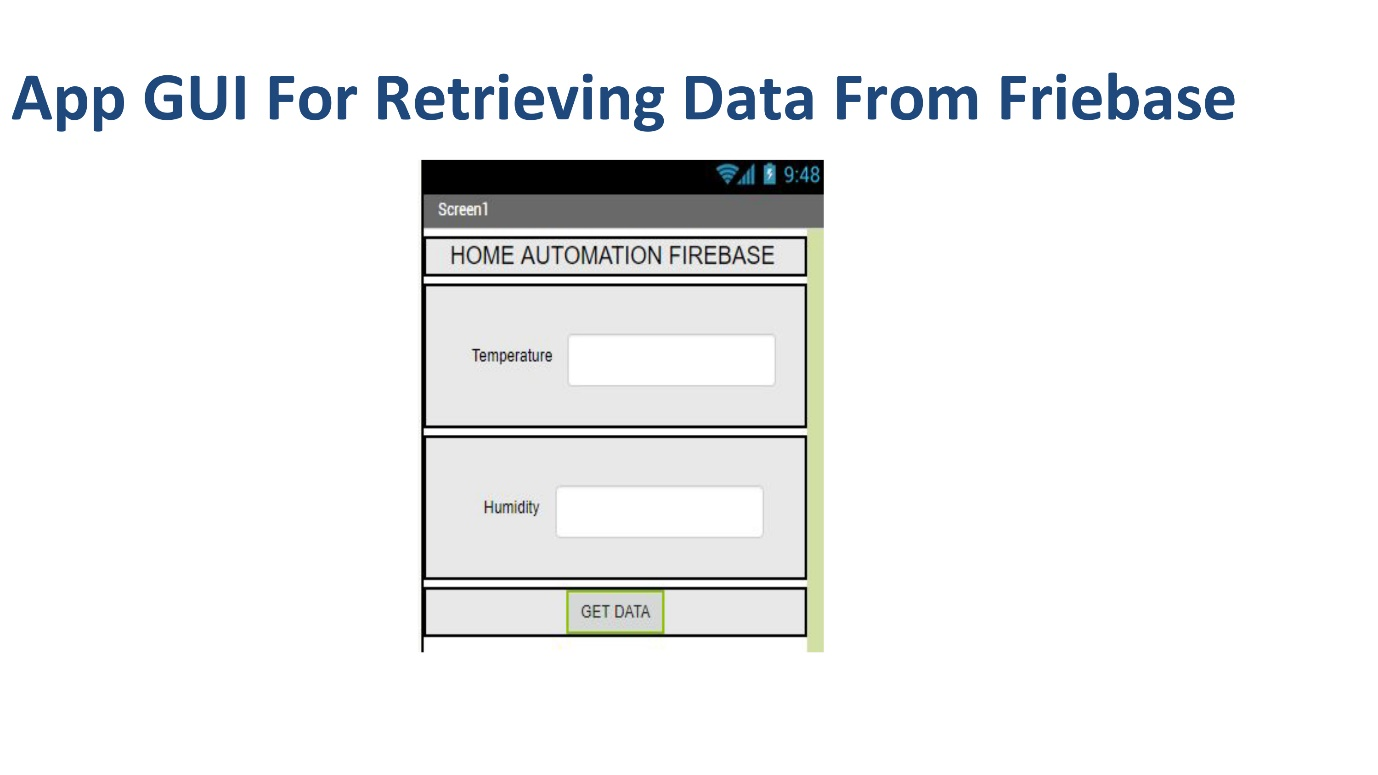 App GUI For Retrieving Data From Friebase
9:48
Screen1
HOME AUTOMATION FIREBASE
Temperature
Humidity
GET DATA